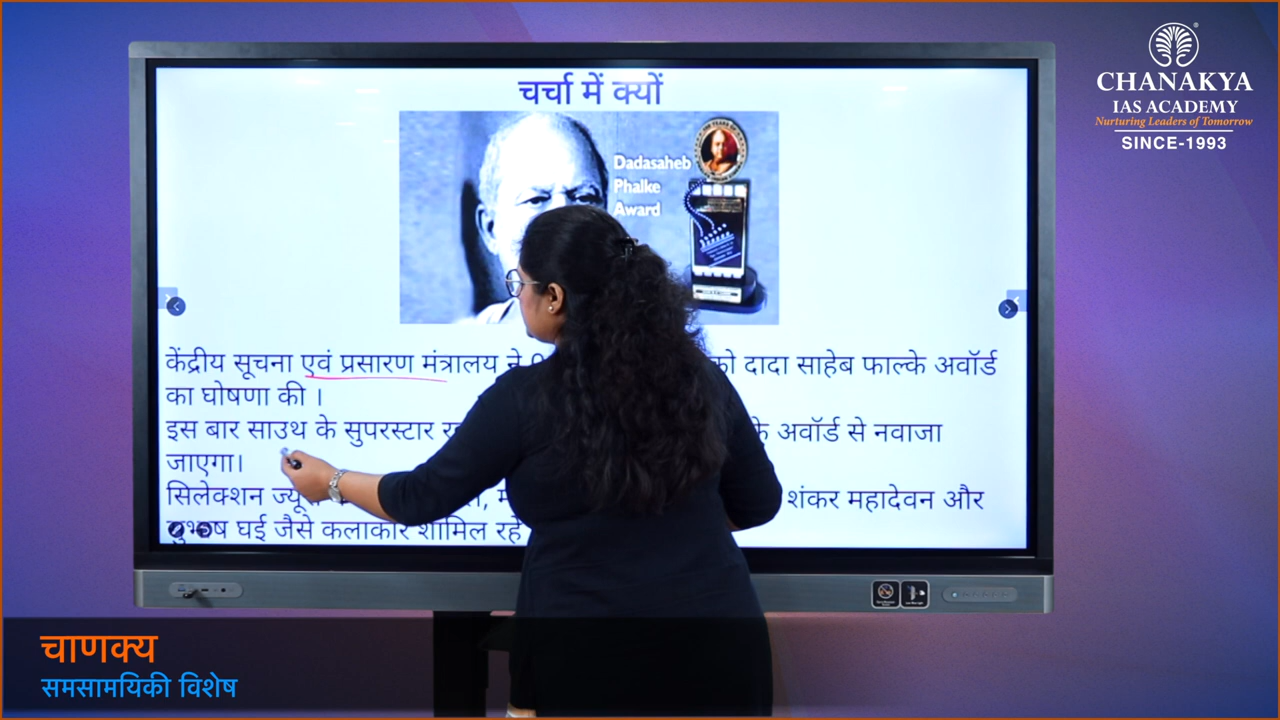 चर्चा में क्यों
Dadasaheb
Phalke
Award
केंद्रीय सूचना एवं प्रसारण मंत्रालय ने को दादा साहेब फाल्के अवॉर्ड
का घोषणा की ।
इस बार साउथ के सुपरस्टार के अवॉर्ड से नवाजा
जाएगा।
सिलेक्शन शंकर महादेवन और
घई जैसे कलाकार शामिल रहे
CHANAKYA
IAS ACADEMY
Nurturing Leaders of Tomorrow
SINCE-1993
चाणक्य
समसामयिकी विशेष